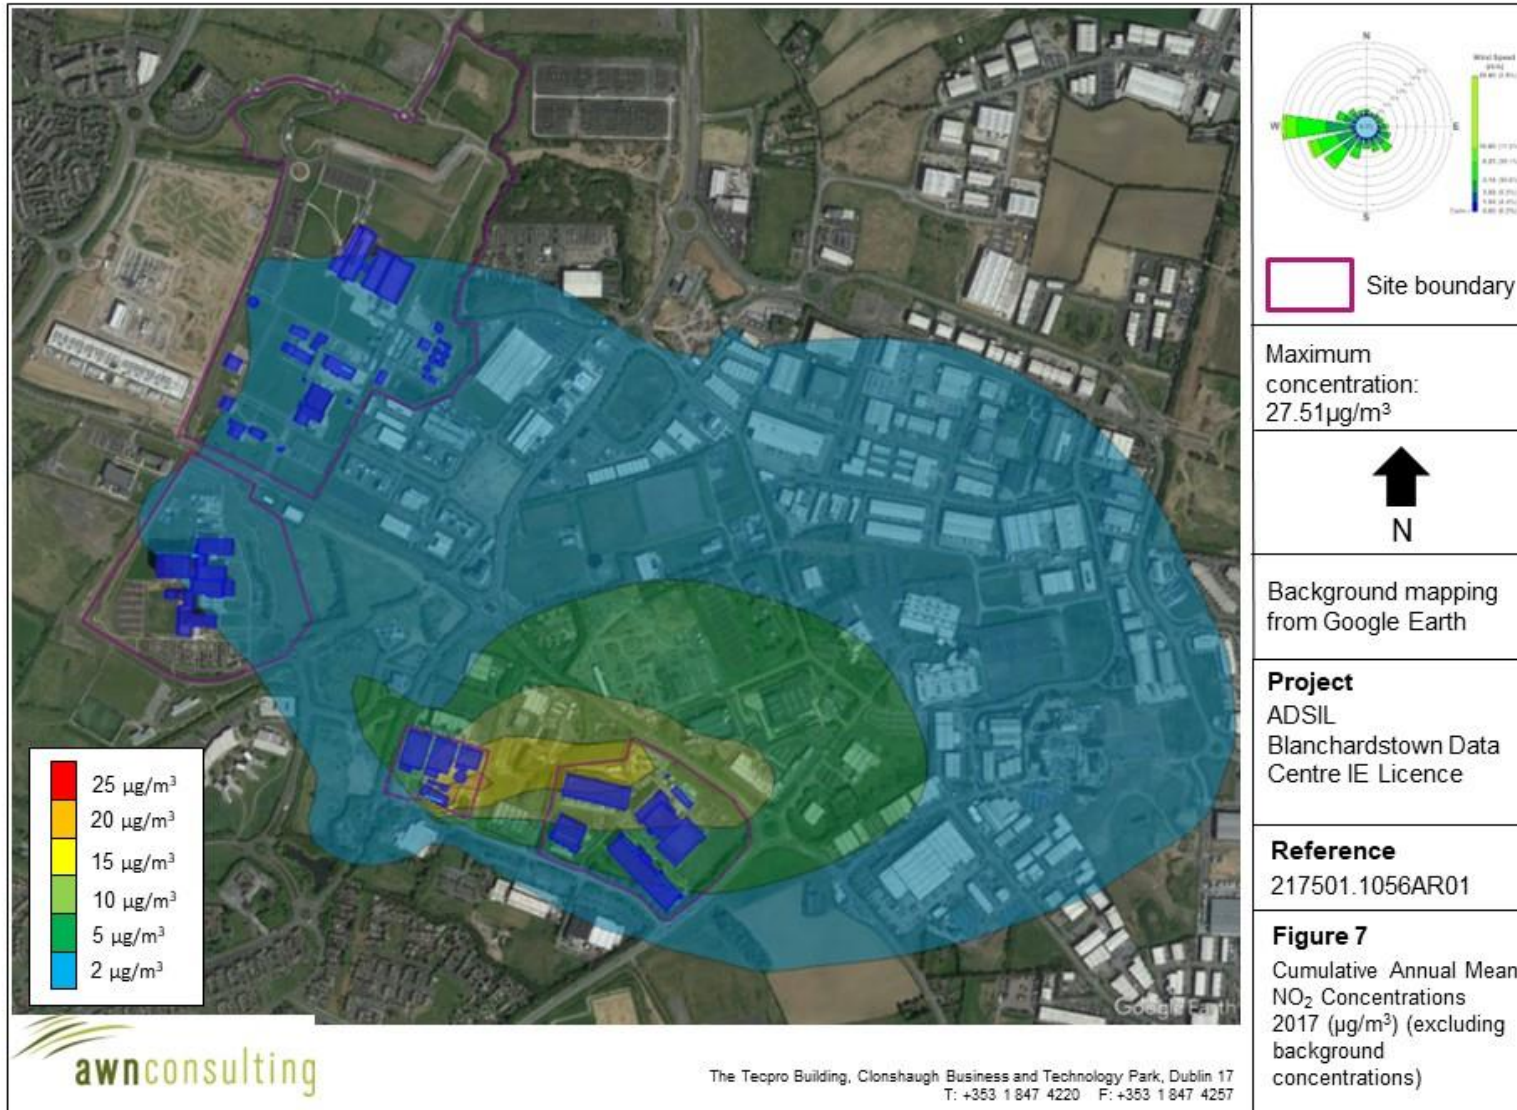 N
W
E
S
Site boundary
Maximum
concentration:
27.51µg/m³
N
Background mapping
from Google Earth
Project
ADSIL
Blanchardstown Data
Centre IE Licence
Reference
217501.1056AR01
Figure 7
Cumulative Annual Mean
NO₂ Concentrations
2017 (µg/m³) (excluding
background
concentrations)
25 µg/m³
20 µg/m³
15 µg/m³
10 µg/m³
5 µg/m³
2 µg/m³
Google Earth
awnconsulting
The Tecpro Building, Clonshaugh Business and Technology Park, Dublin 17
T: +353 1 847 4220 F: +353 1 847 4257